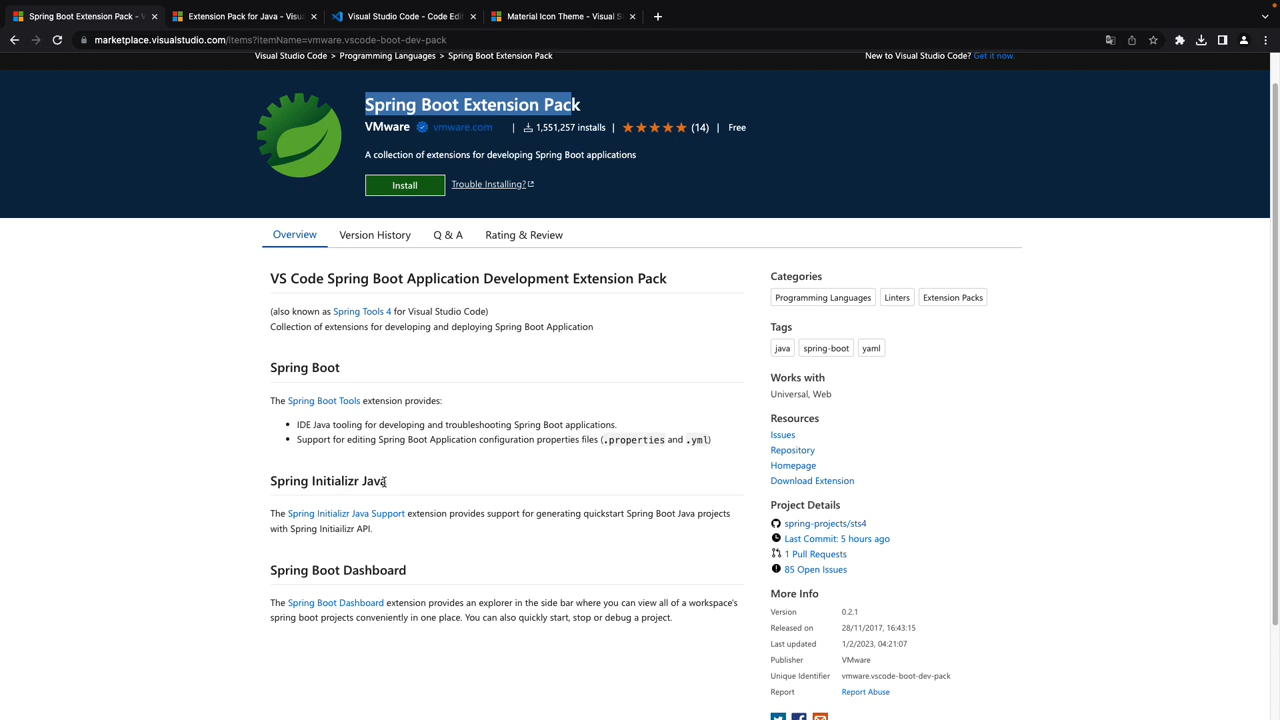 Spring Boot Extension Pack - V
Extension Pack for Java - Visua
Visual Studio Code - Code Edit
Material Icon Theme - Visual S
marketplace.visualstudio.com/items?itemName=vmware.vscode-boot-dev-pack
Visual Studio Code > Programming Languages > Spring Boot Extension Pack
New to Visual Studio Code? Get it now.
Spring Boot Extension Pack
VMware vmware.com | 1,551,257 installs | (14) | Free
A collection of extensions for developing Spring Boot applications
Install Trouble Installing?
Overview Version History Q & A Rating & Review
VS Code Spring Boot Application Development Extension Pack
(also known as Spring Tools 4 for Visual Studio Code)
Collection of extensions for developing and deploying Spring Boot Application
Spring Boot
The Spring Boot Tools extension provides:
• IDE Java tooling for developing and troubleshooting Spring Boot applications.
• Support for editing Spring Boot Application configuration properties files (.properties and .yml)
Spring Initializr Java
The Spring Initializr Java Support extension provides support for generating quickstart Spring Boot Java projects
with Spring Initiailizr API.
Spring Boot Dashboard
The Spring Boot Dashboard extension provides an explorer in the side bar where you can view all of a workspace's
spring boot projects conveniently in one place. You can also quickly start, stop or debug a project.
Categories
Programming Languages Linters Extension Packs
Tags
java spring-boot yaml
Works with
Universal, Web
Resources
Issues
Repository
Homepage
Download Extension
Project Details
spring-projects/sts4
Last Commit: 5 hours ago
1 Pull Requests
85 Open Issues
More Info
Version 0.2.1
Released on 28/11/2017, 16:43:15
Last updated 1/2/2023, 04:21:07
Publisher VMware
Unique Identifier vmware.vscode-boot-dev-pack
Report Report Abuse